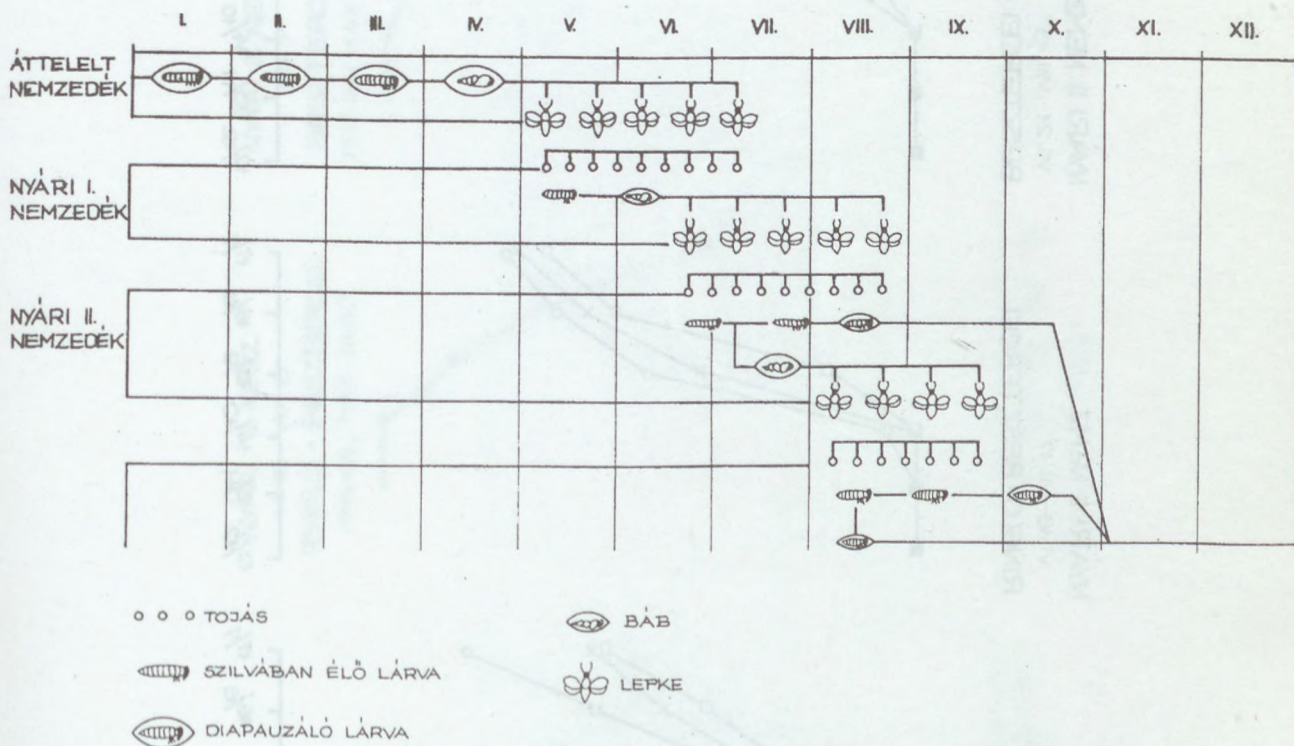 I. II. III. IV. V. VI. VII. VIII. IX. X. XI. XII.
ÁTTELELT
NEMZEDÉK
NYÁRI I.
NEMZEDÉK
NYÁRI II.
NEMZEDÉK
TOJÁS
SZILVÁBAN ÉLŐ LÁRVA
DIAPAUZÁLÓ LÁRVA
BÁB
LEPKE